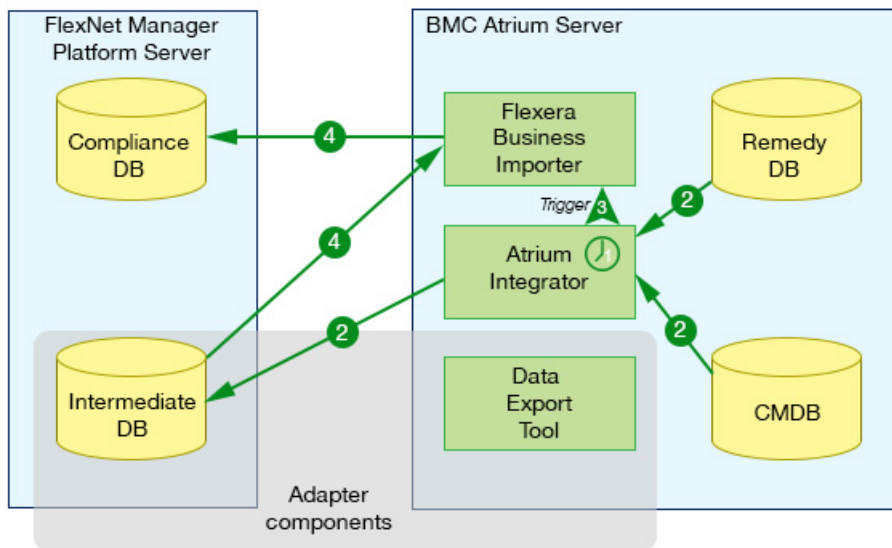 FlexNet Manager
Platform Server
BMC Atrium Server
Compliance
DB
4
Flexera
Business
Importer
Remedy
DB
Trigger
3
2
4
Atrium
Integrator
1
2
2
Intermediate
DB
Data
Export
Tool
CMDB
Adapter
components